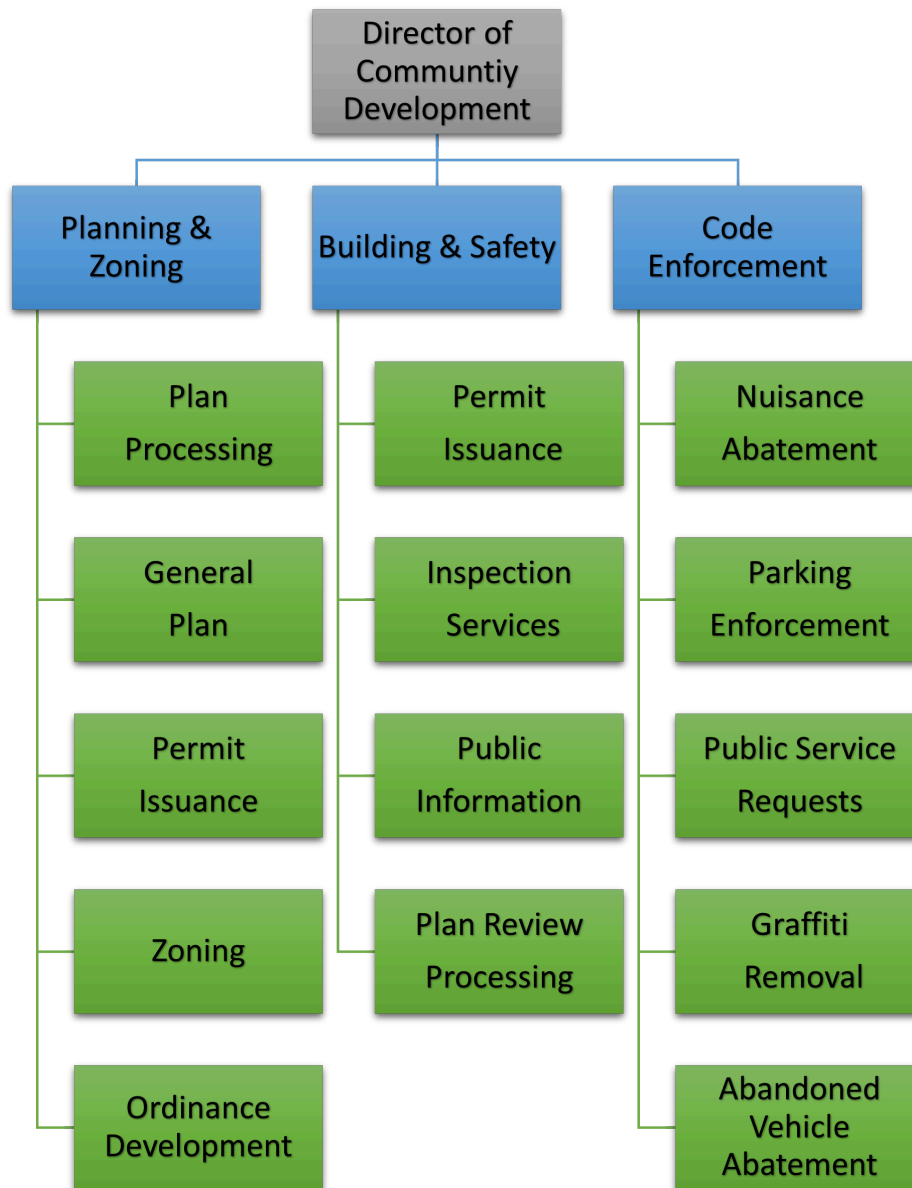 Director of
Communtiy
Development
Planning &
Zoning
Building & Safety
Code
Enforcement
Plan
Processing
General
Plan
Permit
Issuance
Zoning
Ordinance
Development
Permit
Issuance
Inspection
Services
Public
Information
Plan Review
Processing
Nuisance
Abatement
Parking
Enforcement
Public Service
Requests
Graffiti
Removal
Abandoned
Vehicle
Abatement